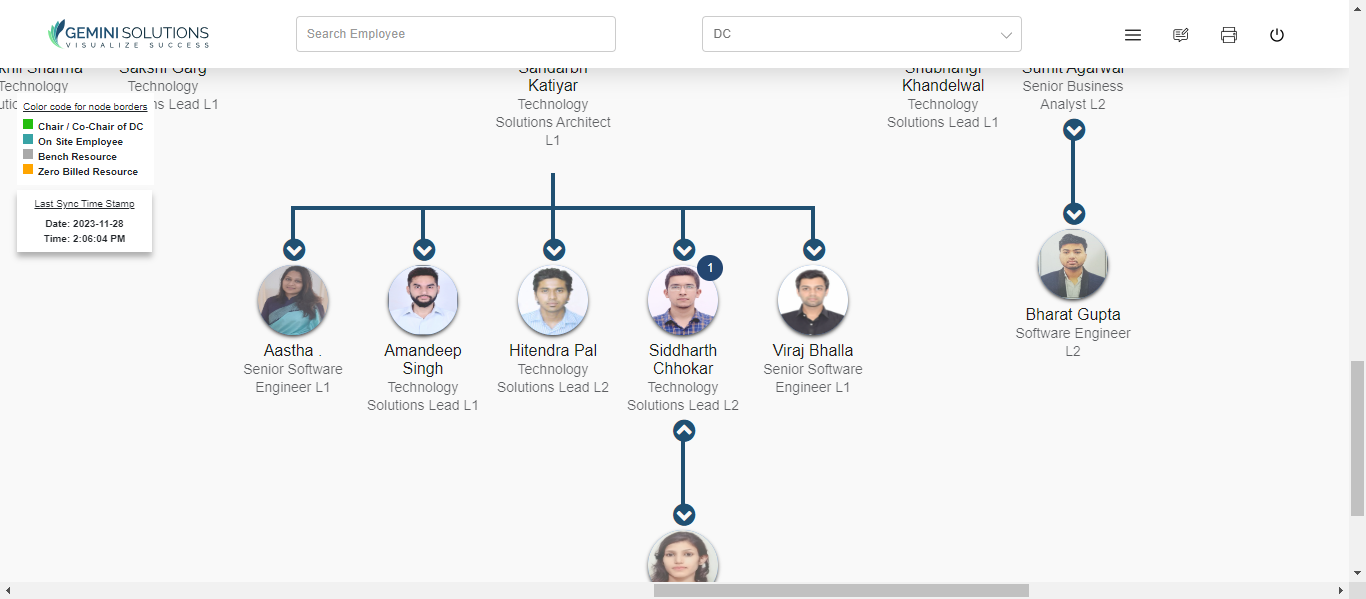 GEMINI SOLUTIONS
VISUALIZE SUCCESS
Search Employee
DC
Sharma
Technology
Sakshi Garg
Technology
s Lead L1
Sandarbh
Katiyar
Technology
Solutions Architect
L1
Shubhangi
Khandelwal
Technology
Solutions Lead L1
Sumit Agarwal
Senior Business
Analyst L2
Color code for node borders
Chair / Co-Chair of DC
On Site Employee
Bench Resource
Zero Billed Resource
Last Sync Time Stamp
Date: 2023-11-28
Time: 2:06:04 PM
1
Aastha .
Senior Software
Engineer L1
Amandeep
Singh
Technology
Solutions Lead L1
Hitendra Pal
Technology
Solutions Lead L2
Siddharth
Chhokar
Technology
Solutions Lead L2
Viraj Bhalla
Senior Software
Engineer L1
Bharat Gupta
Software Engineer
L2